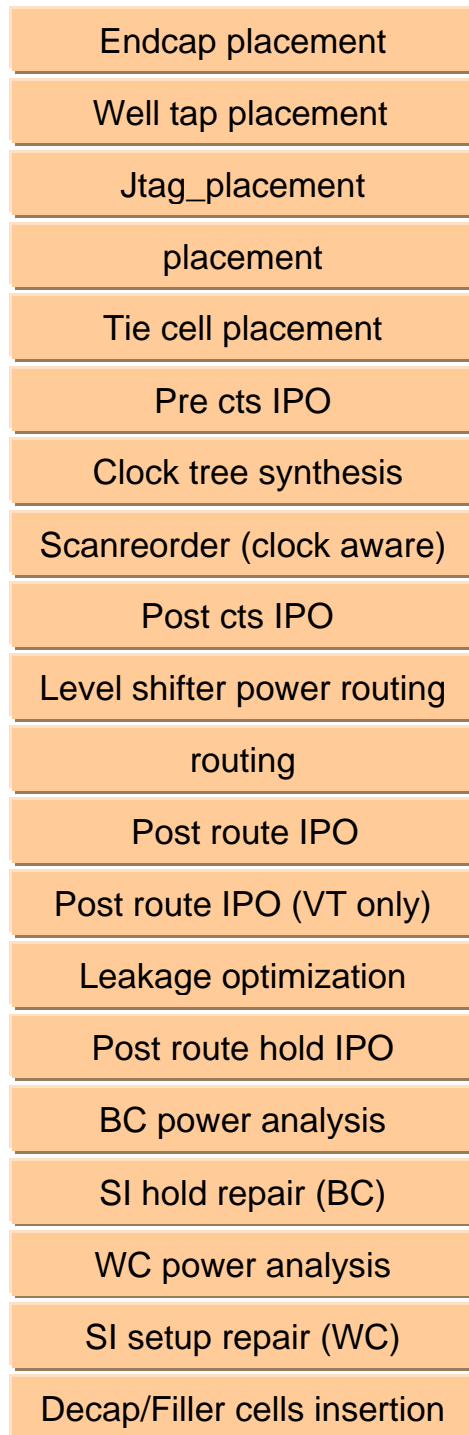 Endcap placement
Well tap placement
Jtag_placement
placement
Tie cell placement
Pre cts IPO
Clock tree synthesis
Scanreorder (clock aware)
Post cts IPO
Level shifter power routing
routing
Post route IPO
Post route IPO (VT only)
Leakage optimization
Post route hold IPO
BC power analysis
SI hold repair (BC)
WC power analysis
SI setup repair (WC)
Decap/Filler cells insertion